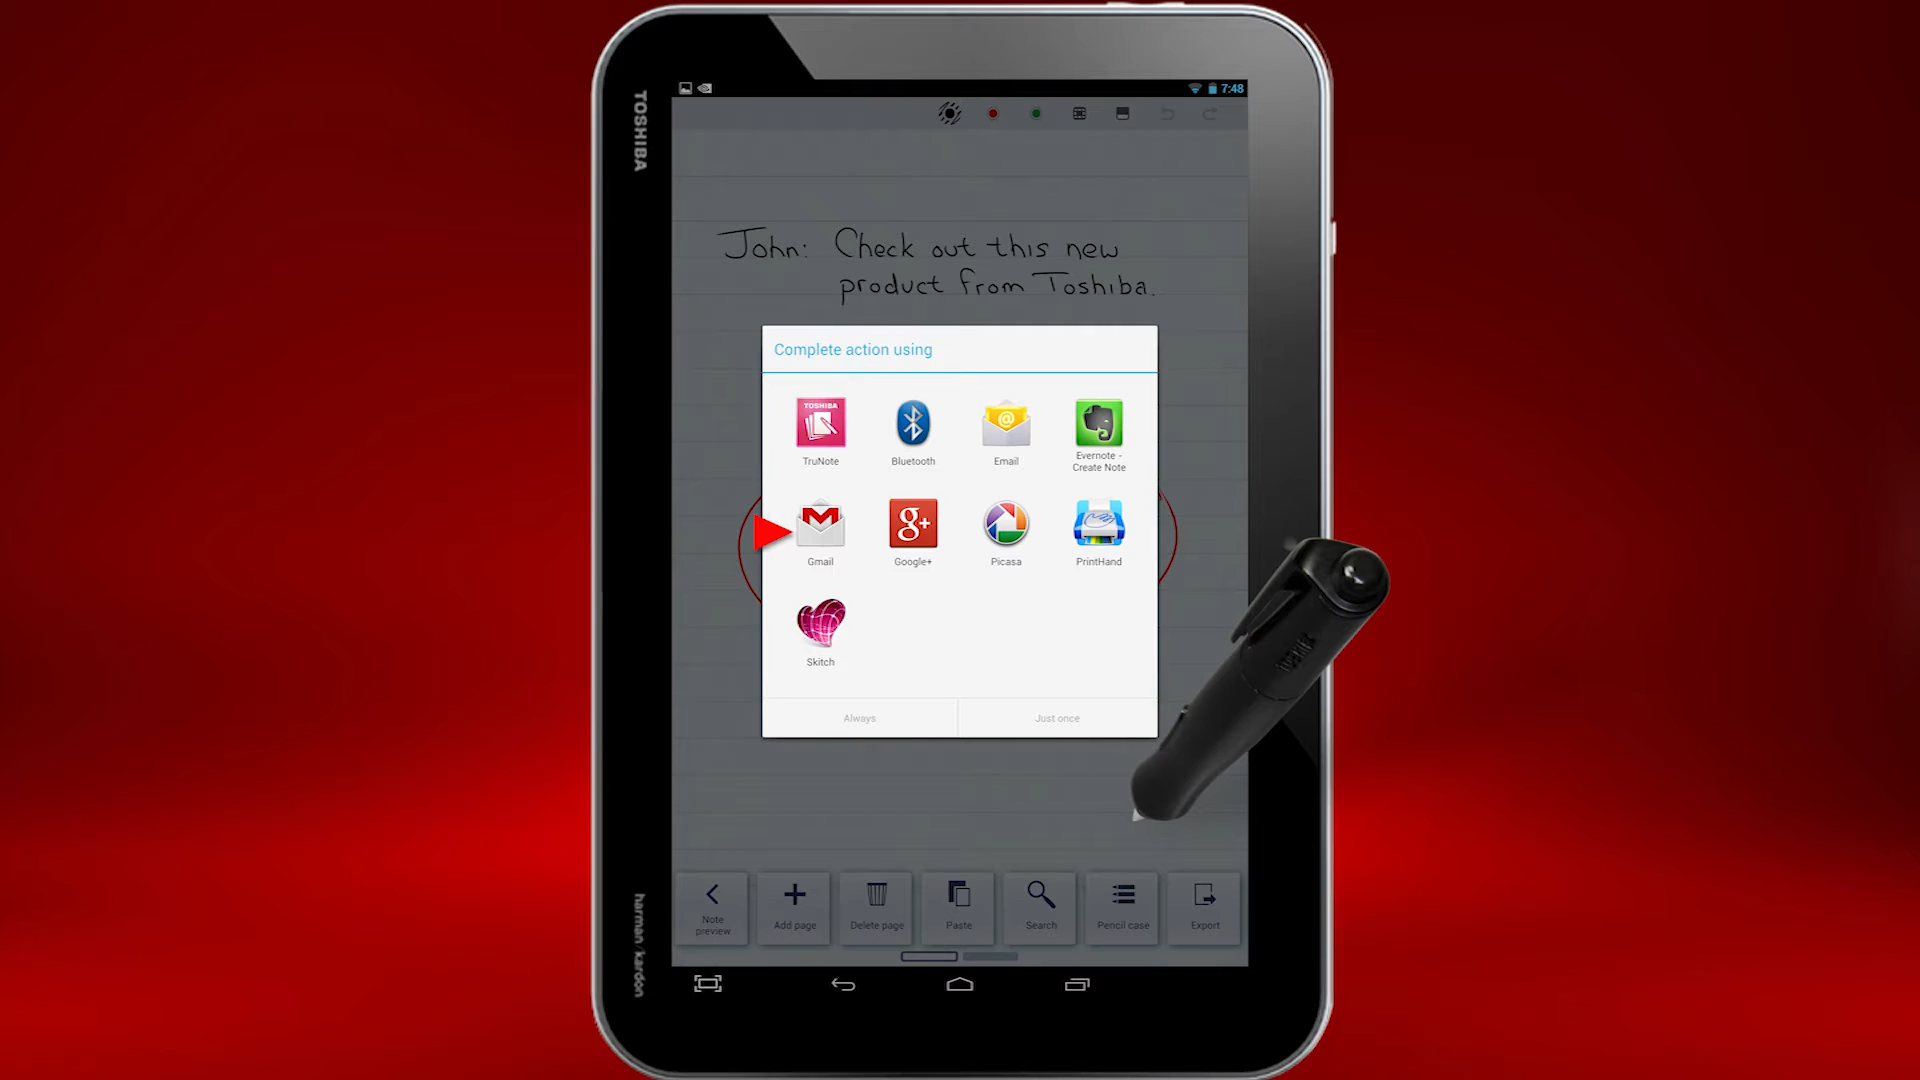 TOSHIBA
7:48
John: Check out this new
product from Toshiba.
Complete action using
TOSHIBA
TruNote
Bluetooth
Email
Evernote -
Create Note
Gmail
Google+
Picasa
PrintHand
Skitch
Always
Just once
TOSHIBA
Note
preview
Add page
Delete page
Paste
Search
Pencil case
Export
harman/kardon